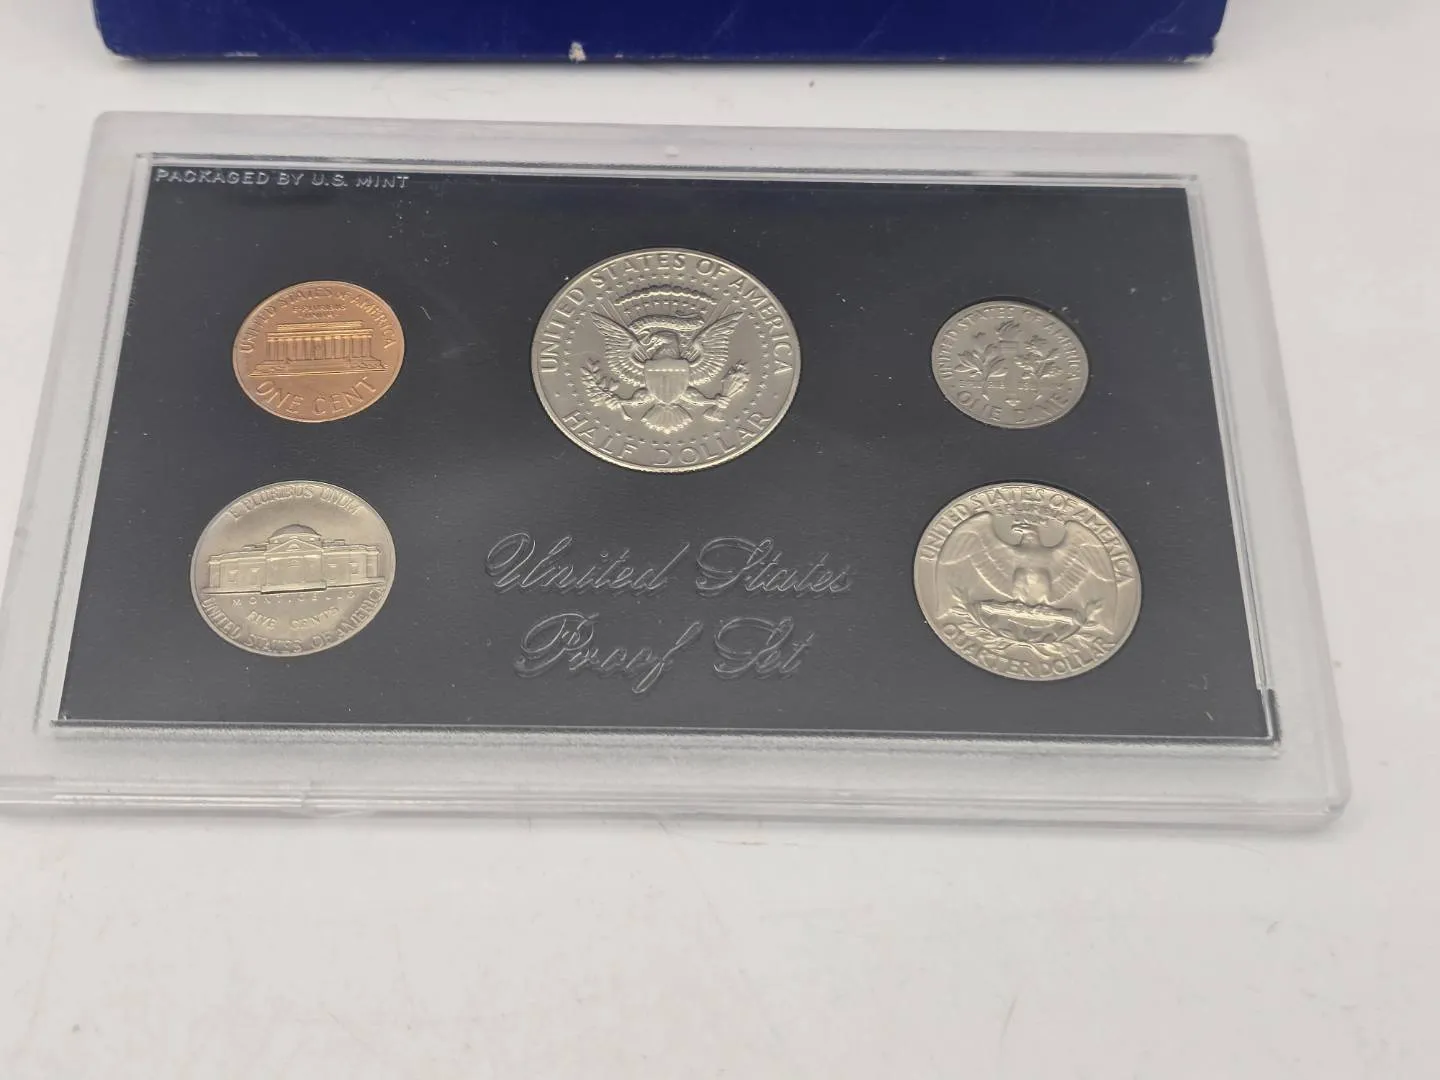 PACKAGED BY U.S. MINT
UNITED STATES OF AMERICA
ONE CENT
UNITED STATES OF AMERICA
HALF DOLLAR
UNITED STATES OF AMERICA
ONE DIME
E PLURIBUS UNUM
MONTICELLO
FIVE CENTS
UNITED STATES OF AMERICA
United States
Proof Set
UNITED STATES OF AMERICA
QUARTER DOLLAR